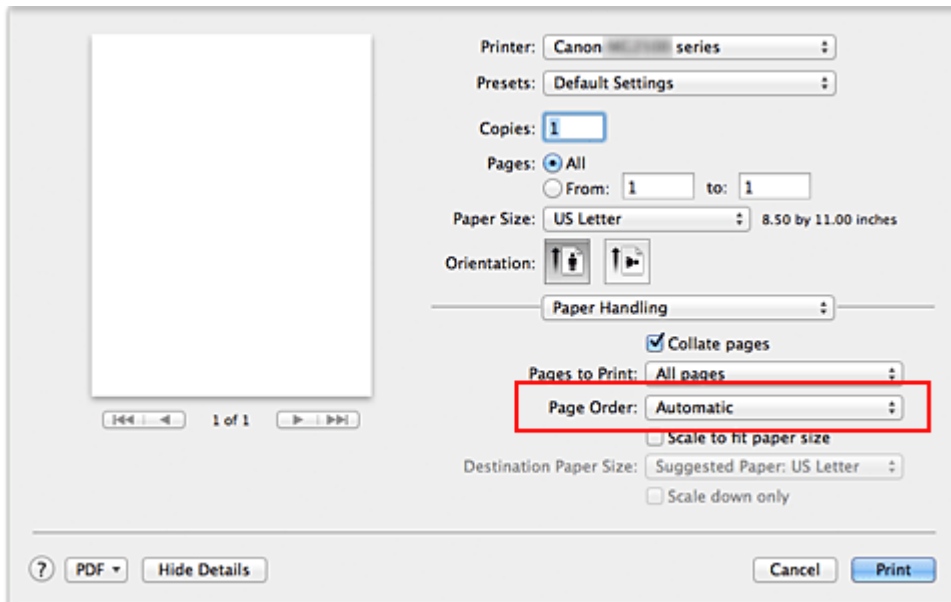 Printer: Canon series
Presets: Default Settings
Copies: 1
Pages: All
From: 1 to: 1
Paper Size: US Letter 8.50 by 11.00 inches
Orientation:
Paper Handling
Collate pages
Pages to Print: All pages
Page Order: Automatic
Scale to fit paper size
Destination Paper Size: Suggested Paper: US Letter
Scale down only
1 of 1
? PDF Hide Details Cancel Print